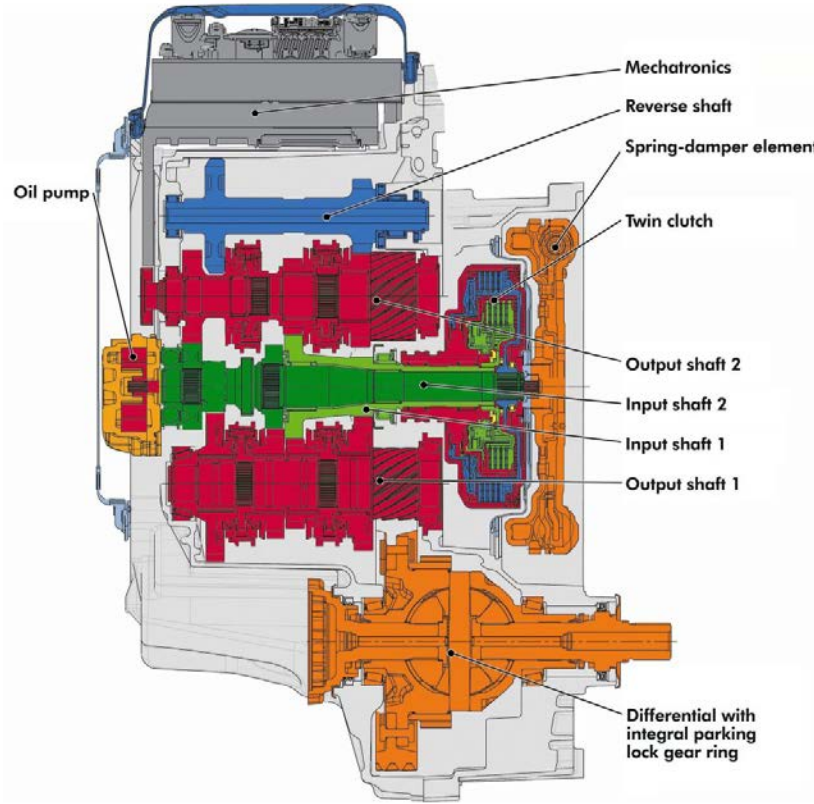 Mechatronics
Reverse shaft
Spring-damper element
Oil pump
Twin clutch
Output shaft 2
Input shaft 2
Input shaft 1
Output shaft 1
Differential with
integral parking
lock gear ring